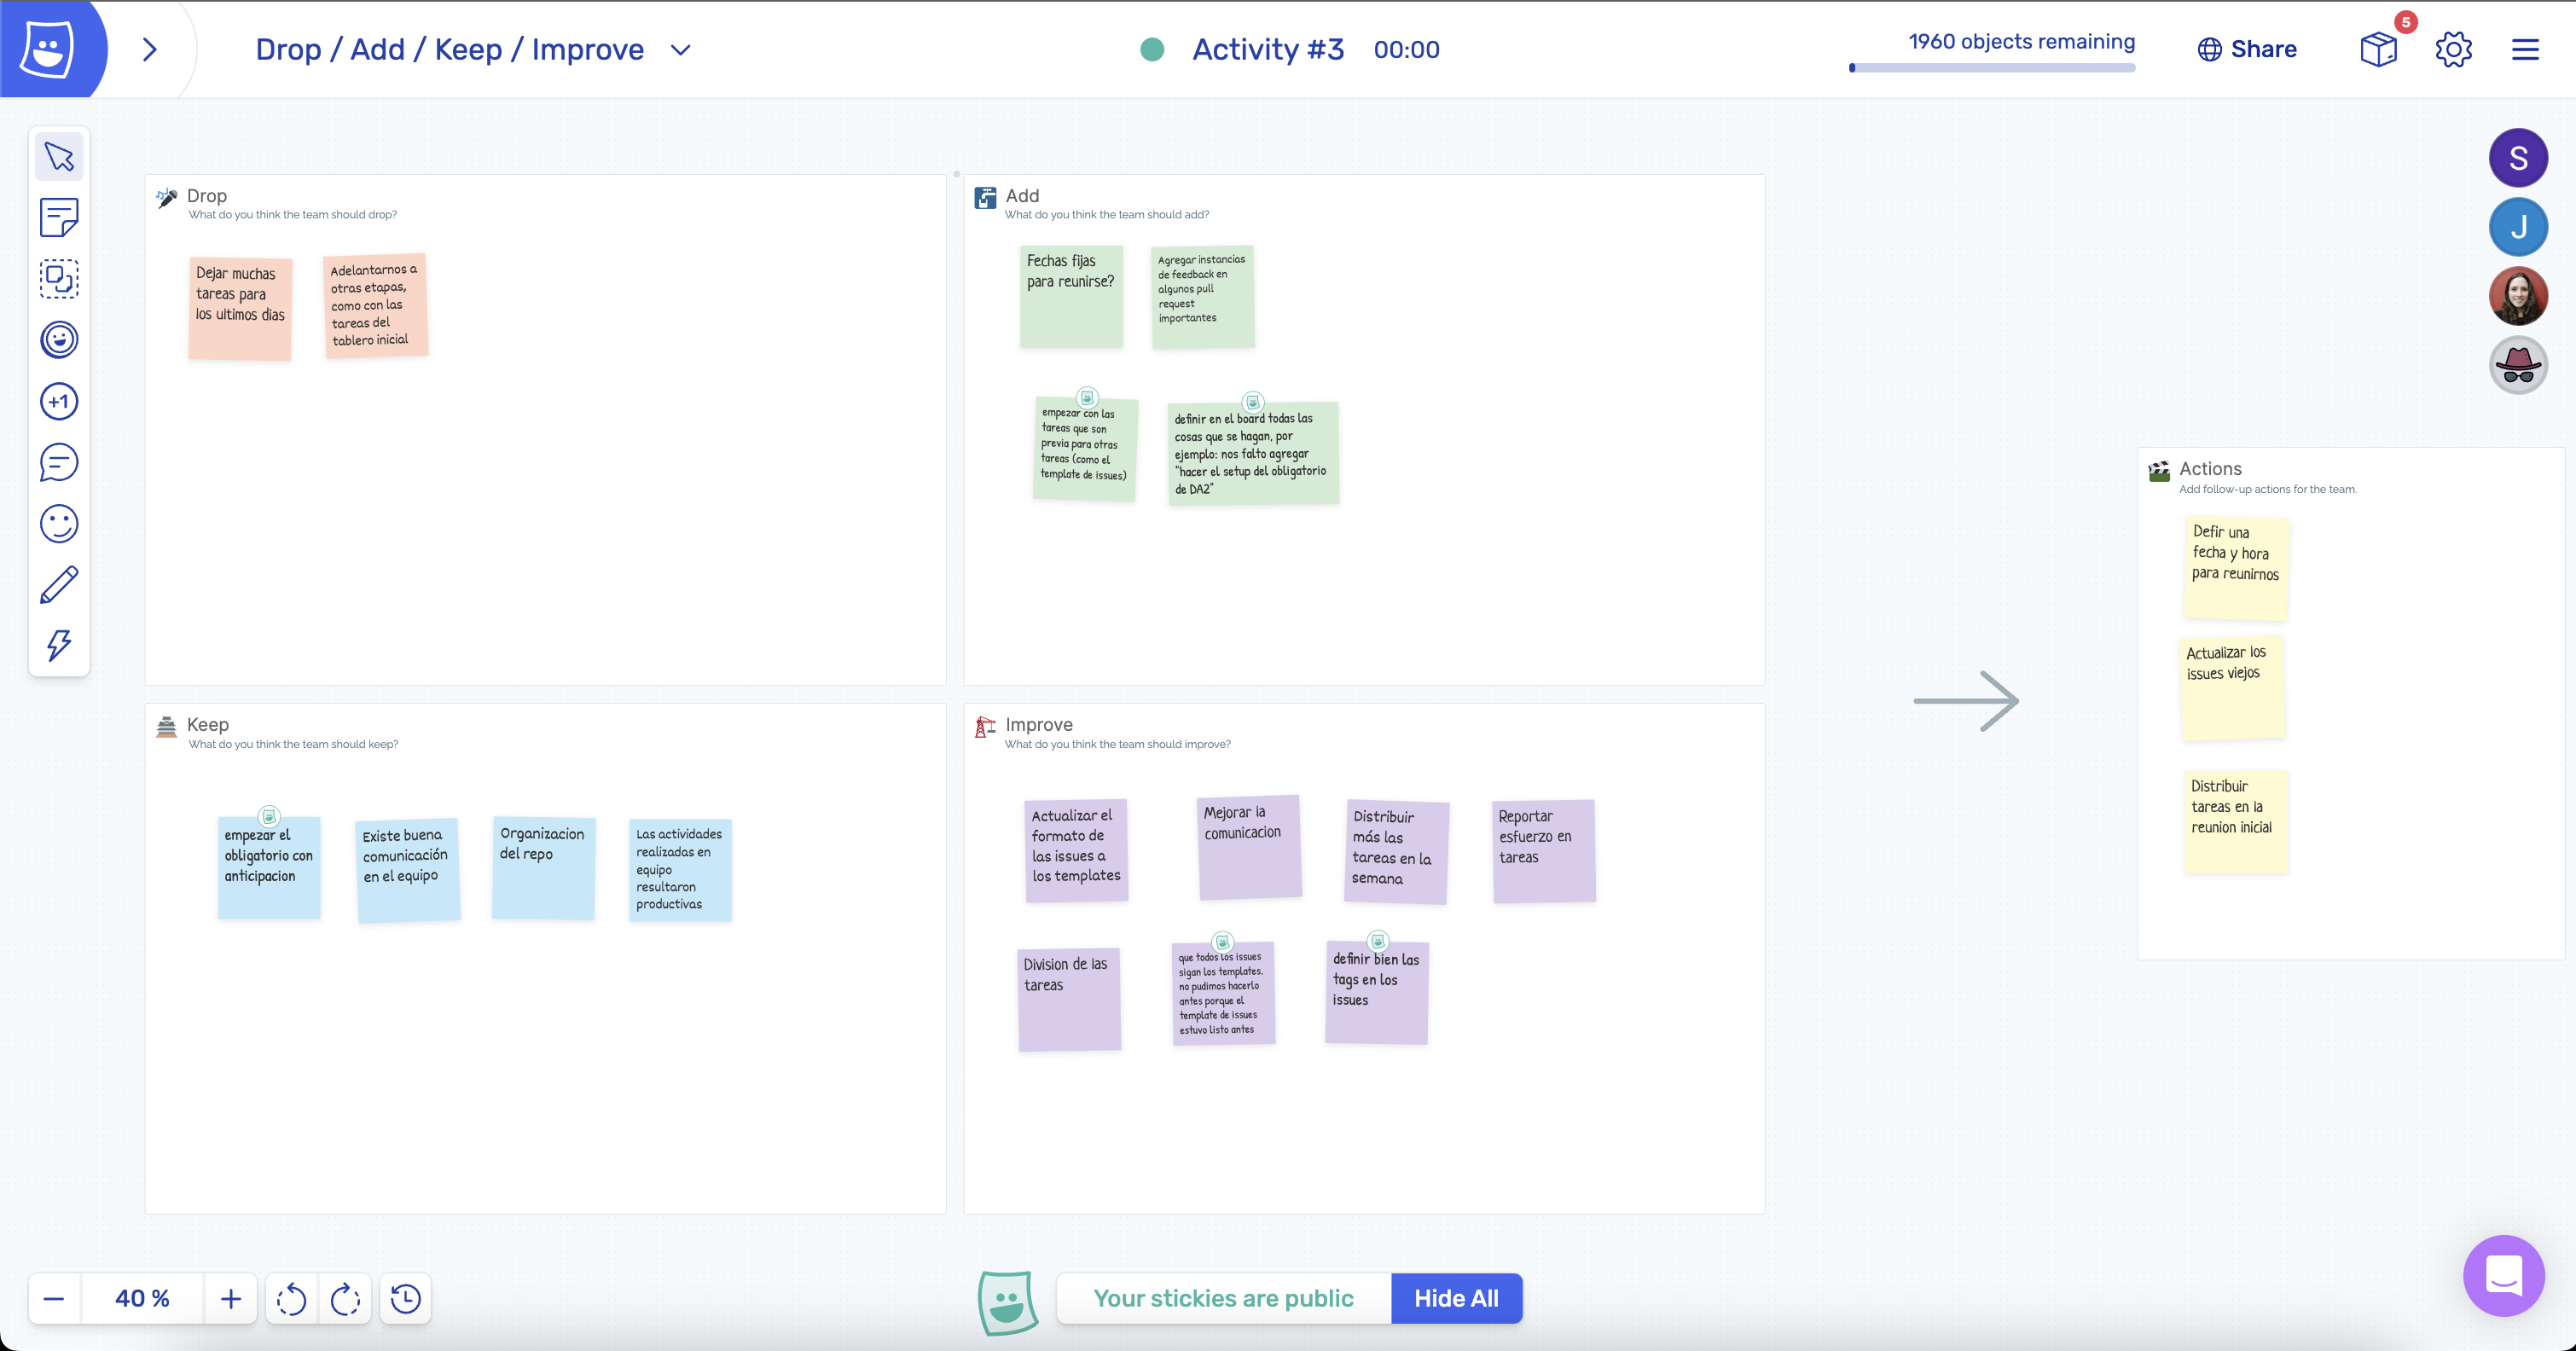 Drop / Add / Keep / Improve
Activity #3 00:00
1960 objects remaining
Share
5
S
J
+1
Drop
What do you think the team should drop?
Dejar muchas
tareas para
los ultimos dias
Adelantarnos a
otras etapas,
como con las
tareas del
tablero inicial
Add
What do you think the team should add?
Fechas fijas
para reunirse?
Agregar instancias
de feedback en
algunos pull
request
importantes
empezar con las
tareas que son
previa para otras
tareas (como el
template de issues)
definir en el board todas las
cosas que se hagan, por
ejemplo: nos falto agregar
"hacer el setup del obligatorio
de DA2"
Keep
What do you think the team should keep?
empezar el
obligatorio con
anticipacion
Existe buena
comunicación
en el equipo
Organizacion
del repo
Las actividades
realizadas en
equipo
resultaron
productivas
Improve
What do you think the team should improve?
Actualizar el
formato de
las issues a
los templates
Mejorar la
comunicacion
Distribuir
más las
tareas en la
semana
Reportar
esfuerzo en
tareas
Division de las
tareas
que todos los issues
sigan los templates.
no pudimos hacerlo
antes porque el
template de issues
estuvo listo antes
definir bien las
tags en los
issues
Actions
Add follow-up actions for the team.
Defir una
fecha y hora
para reunirnos
Actualizar los
issues viejos
Distribuir
tareas en la
reunion inicial
40 %
Your stickies are public
Hide All